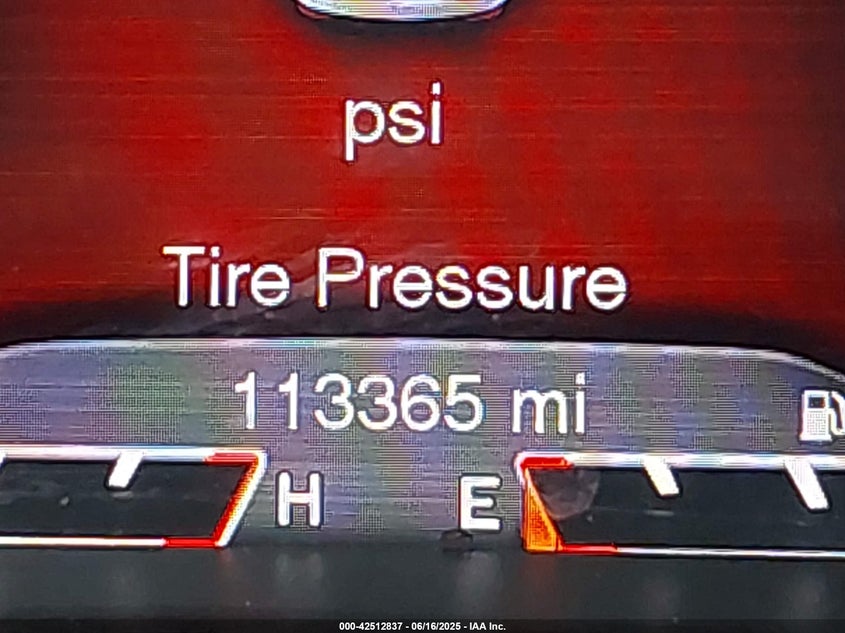 psi
Tire Pressure
113365 mi
H E
000-42512837 - 06/16/2025 - IAA Inc.